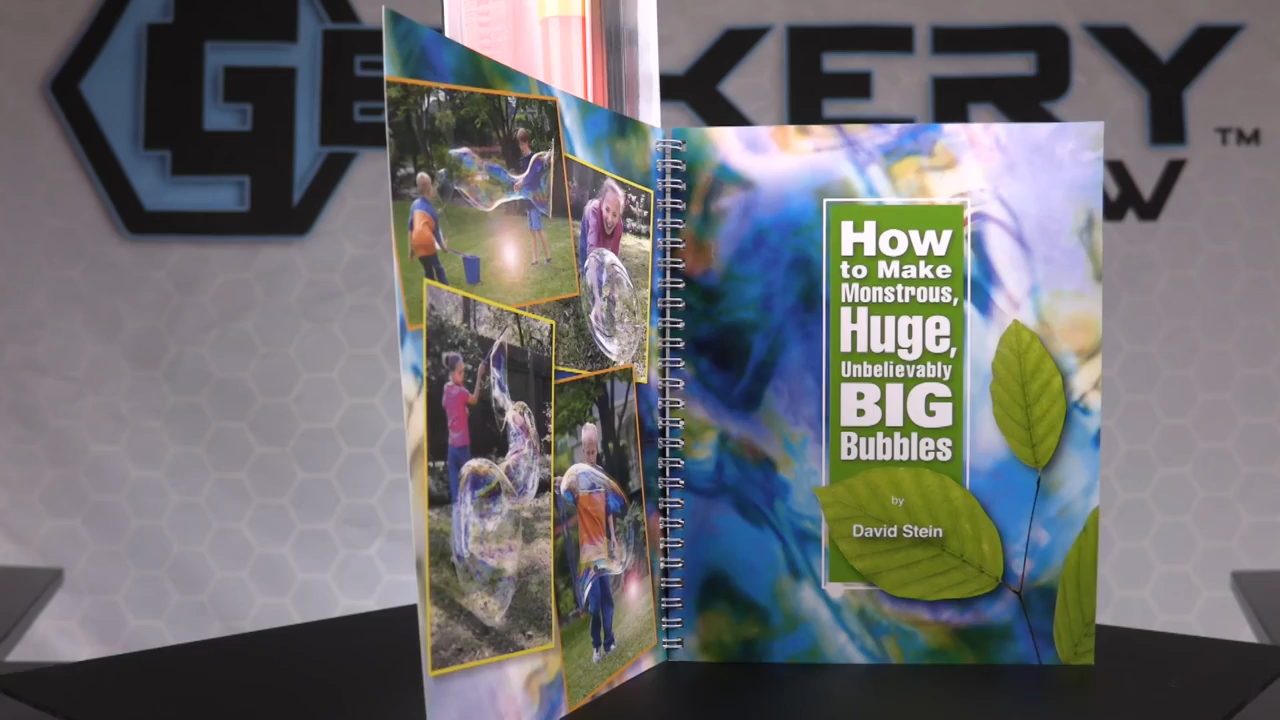 KERY
TM
W
How
to Make
Monstrous,
Huge,
Unbelievably
BIG
Bubbles
by
David Stein